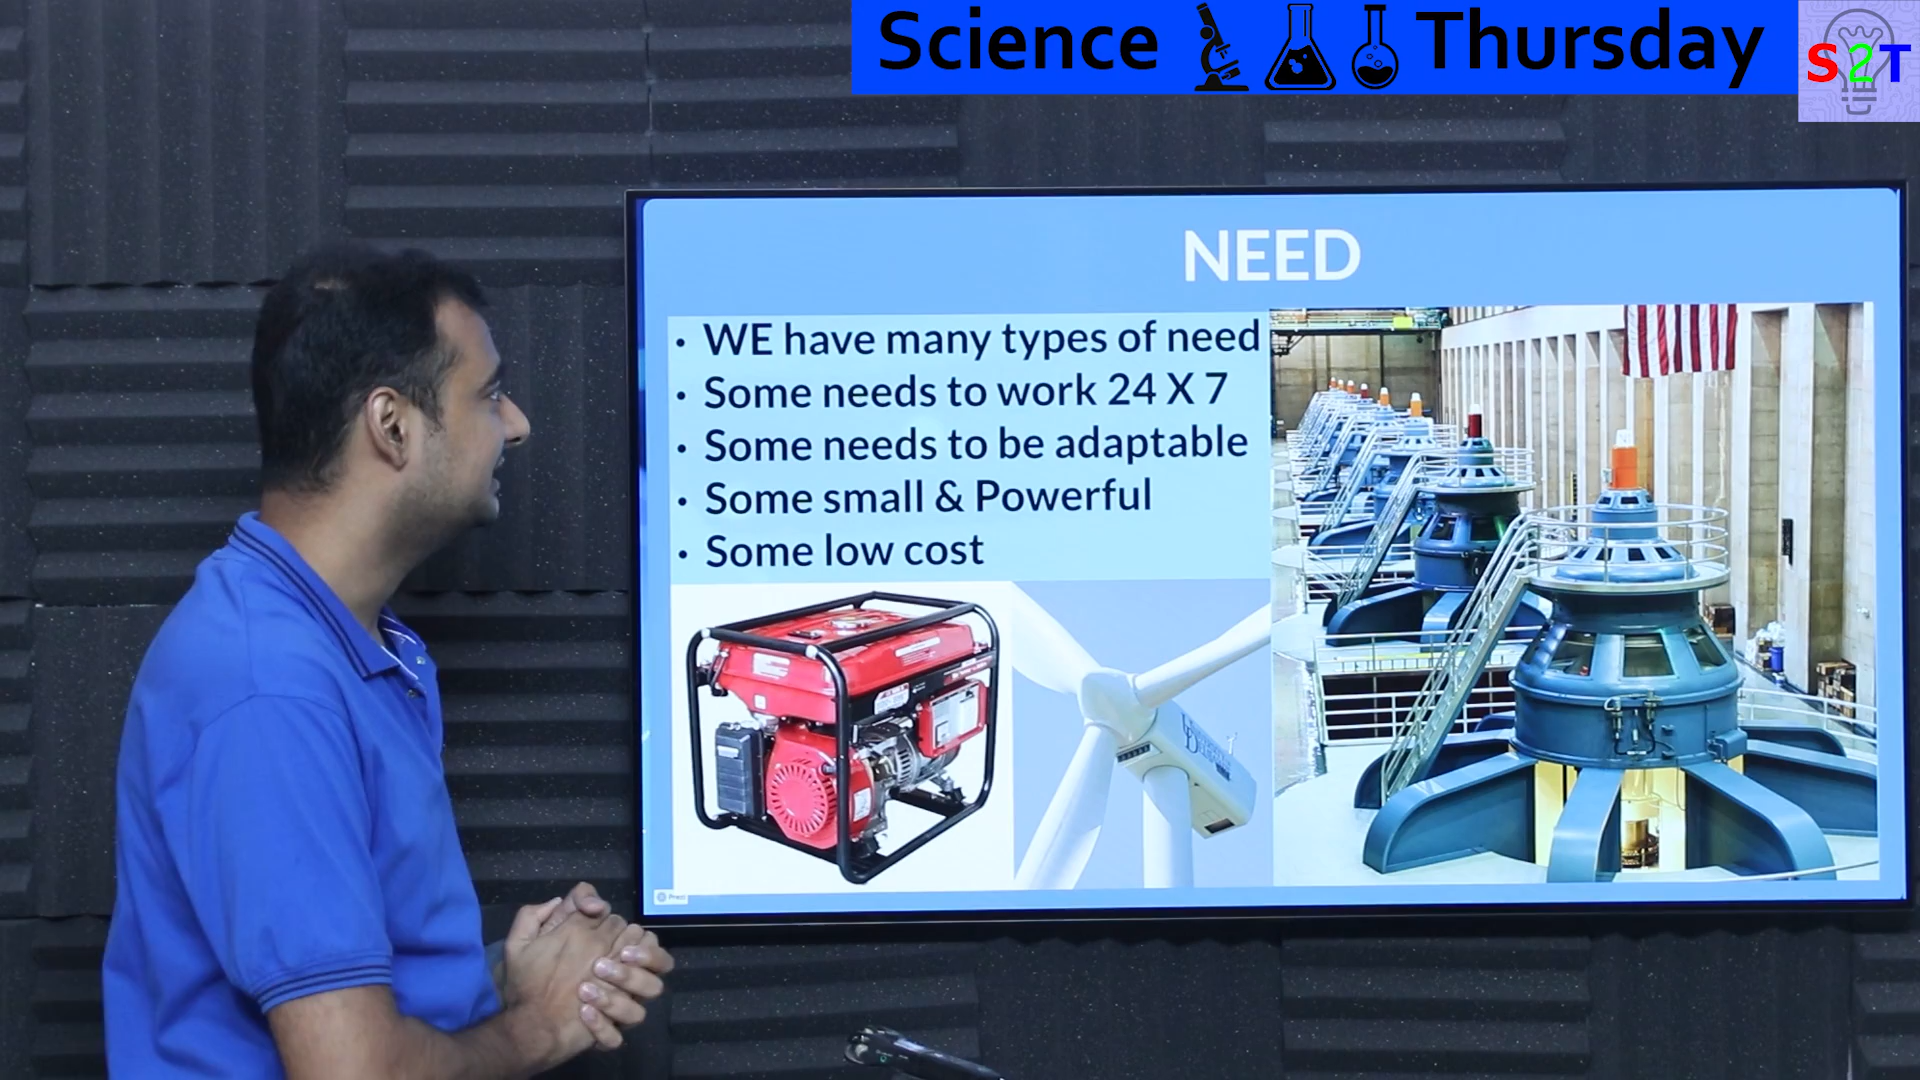 Science Thursday
S2T
NEED
• WE have many types of need
• Some needs to work 24 X 7
• Some needs to be adaptable
• Some small & Powerful
• Some low cost
Prezi